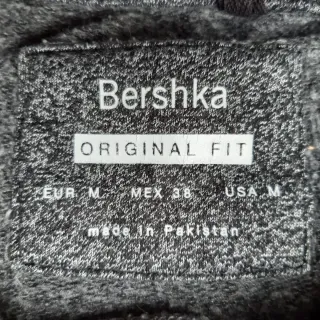 Bershka
ORIGINAL FIT
EUR M MEX 38 USA M
made in Pakistan